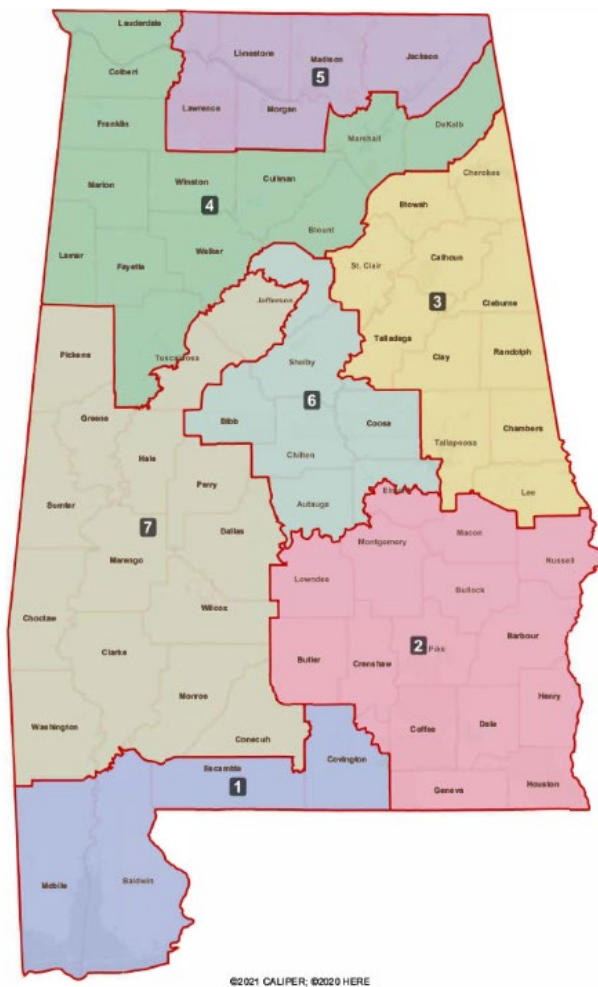 Lauderdale
Limestone
Madison
Jackson
5
Colbert
Lawrence
Morgan
Franklin
DeKalb
Marshall
Cherokee
Marion
Winston
Cullman
4
Etowah
Blount
Lamar
Fayette
Walker
St. Clair
Calhoun
3
Cleburne
Jefferson
Talladega
Clay
Randolph
Pickens
Tuscaloosa
Shelby
6
Greene
Bibb
Coosa
Chambers
Tallapoosa
Hale
Chilton
Perry
Lee
Sumter
Autauga
7
Dallas
Montgomery
Macon
Marengo
Lowndes
Russell
Bullock
Choctaw
Wilcox
Barbour
Clarke
2
Pike
Butler
Crenshaw
Monroe
Henry
Washington
Coffee
Dale
Conecuh
Escambia
Covington
1
Geneva
Houston
Mobile
Baldwin
©2021 CALIPER; ©2020 HERE